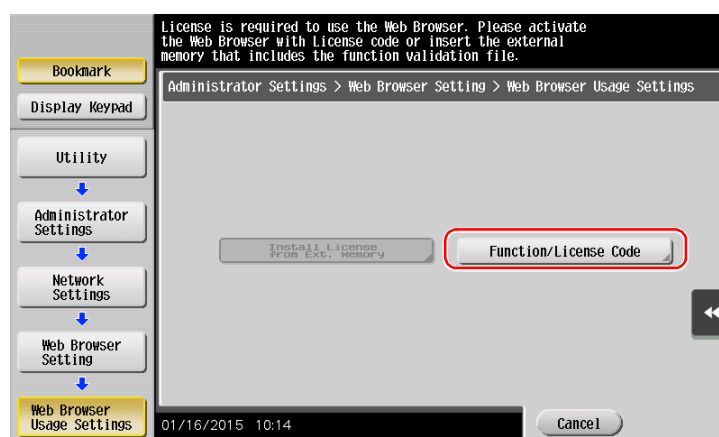 License is required to use the Web Browser. Please activate
the Web Browser with License code or insert the external
memory that includes the function validation file.
Bookmark
Display Keypad
Administrator Settings > Web Browser Setting > Web Browser Usage Settings
Utility
Administrator
Settings
Network
Settings
Web Browser
Setting
Web Browser
Usage Settings
Install License
from Ext. Memory
Function/License Code
01/16/2015 10:14
Cancel